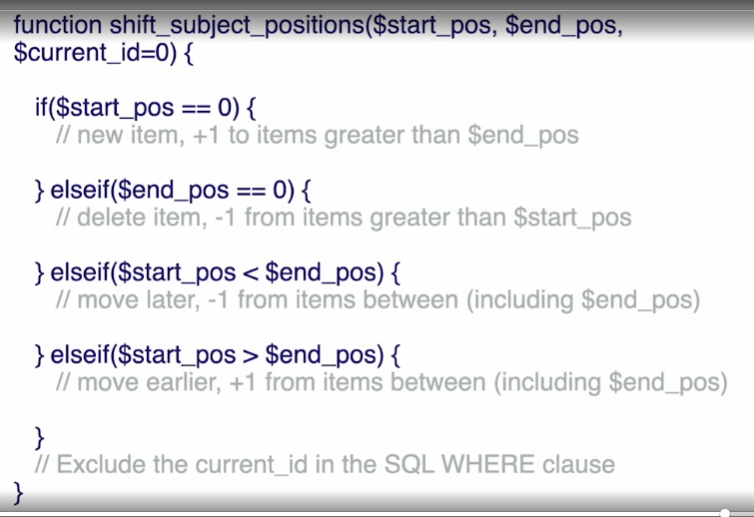 function shift_subject_positions($start_pos, $end_pos,
$current_id=0) {
if($start_pos == 0) {
// new item, +1 to items greater than $end_pos
} elseif($end_pos == 0) {
// delete item, -1 from items greater than $start_pos
} elseif($start_pos < $end_pos) {
// move later, -1 from items between (including $end_pos)
} elseif($start_pos > $end_pos) {
// move earlier, +1 from items between (including $end_pos)
}
// Exclude the current_id in the SQL WHERE clause
}